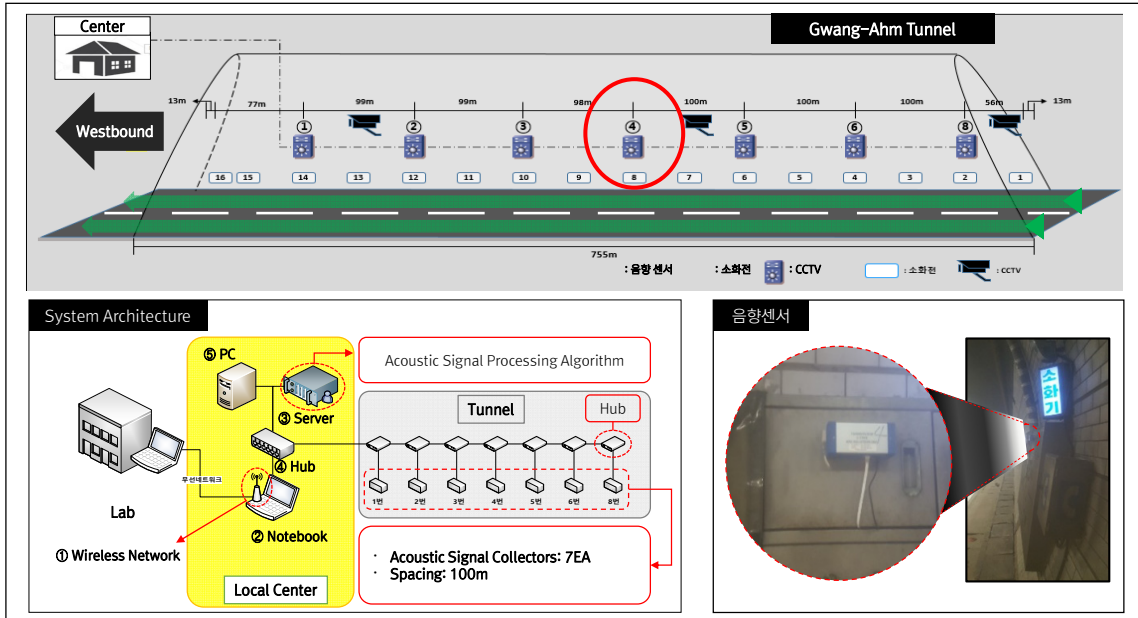 Center
Gwang-Ahm Tunnel
Westbound
13m
77m
99m
99m
98m
100m
100m
100m
56m
13m
① ② ③ ④ ⑤ ⑥ ⑧
16 15 14 13 12 11 10 9 8 7 6 5 4 3 2 1
755m
: 음향 센서 : 소화전 : CCTV : 소화전 : CCTV
System Architecture
⑤ PC
③ Server
④ Hub
무선네트워크
Lab
② Notebook
① Wireless Network
Local Center
Acoustic Signal Processing Algorithm
Tunnel
Hub
1번 2번 3번 4번 5번 6번 8번
· Acoustic Signal Collectors: 7EA
· Spacing: 100m
음향센서
소화기